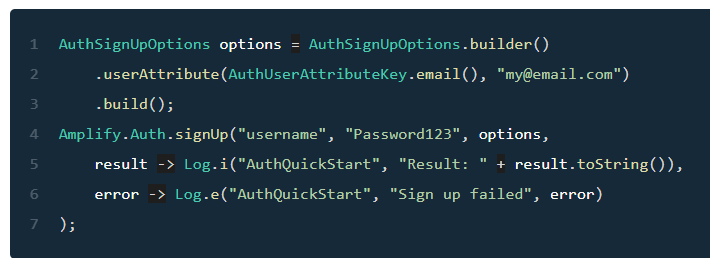 1 AuthSignUpOptions options = AuthSignUpOptions.builder()
2     .userAttribute(AuthUserAttributeKey.email(), "my@email.com")
3     .build();
4 Amplify.Auth.signUp("username", "Password123", options,
5     result -> Log.i("AuthQuickStart", "Result: " + result.toString()),
6     error -> Log.e("AuthQuickStart", "Sign up failed", error)
7 );